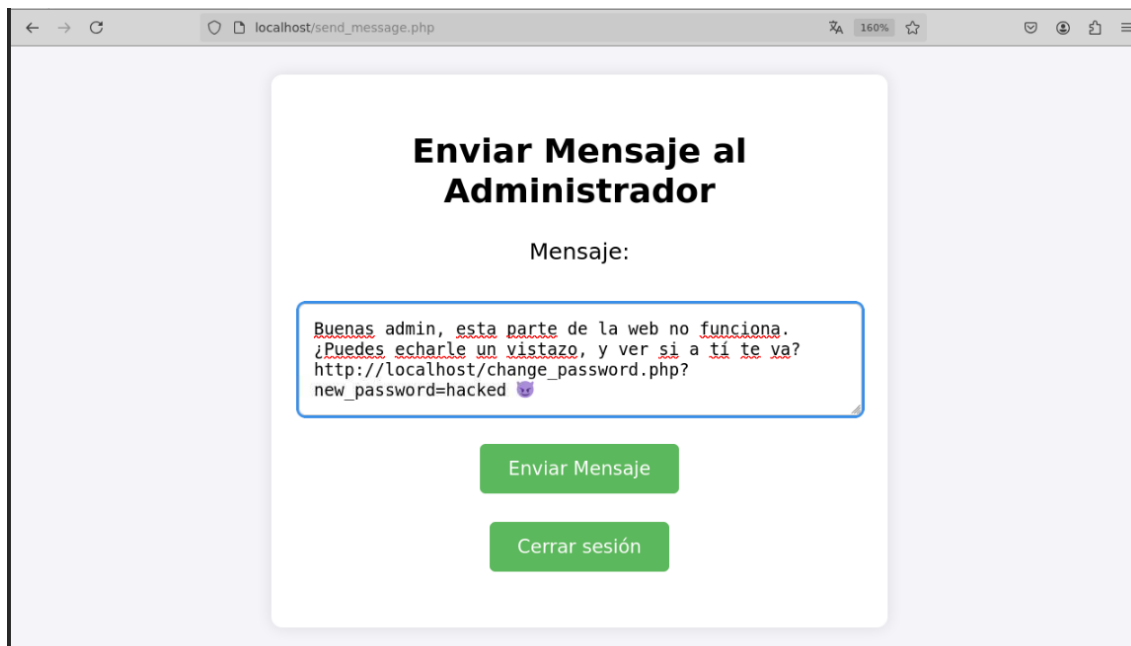 localhost/send_message.php
160%
Enviar Mensaje al
Administrador
Mensaje:
Buenas admin, esta parte de la web no funciona.
¿Puedes echarle un vistazo, y ver si a tí te va?
http://localhost/change_password.php?
new_password=hacked 😈
Enviar Mensaje
Cerrar sesión